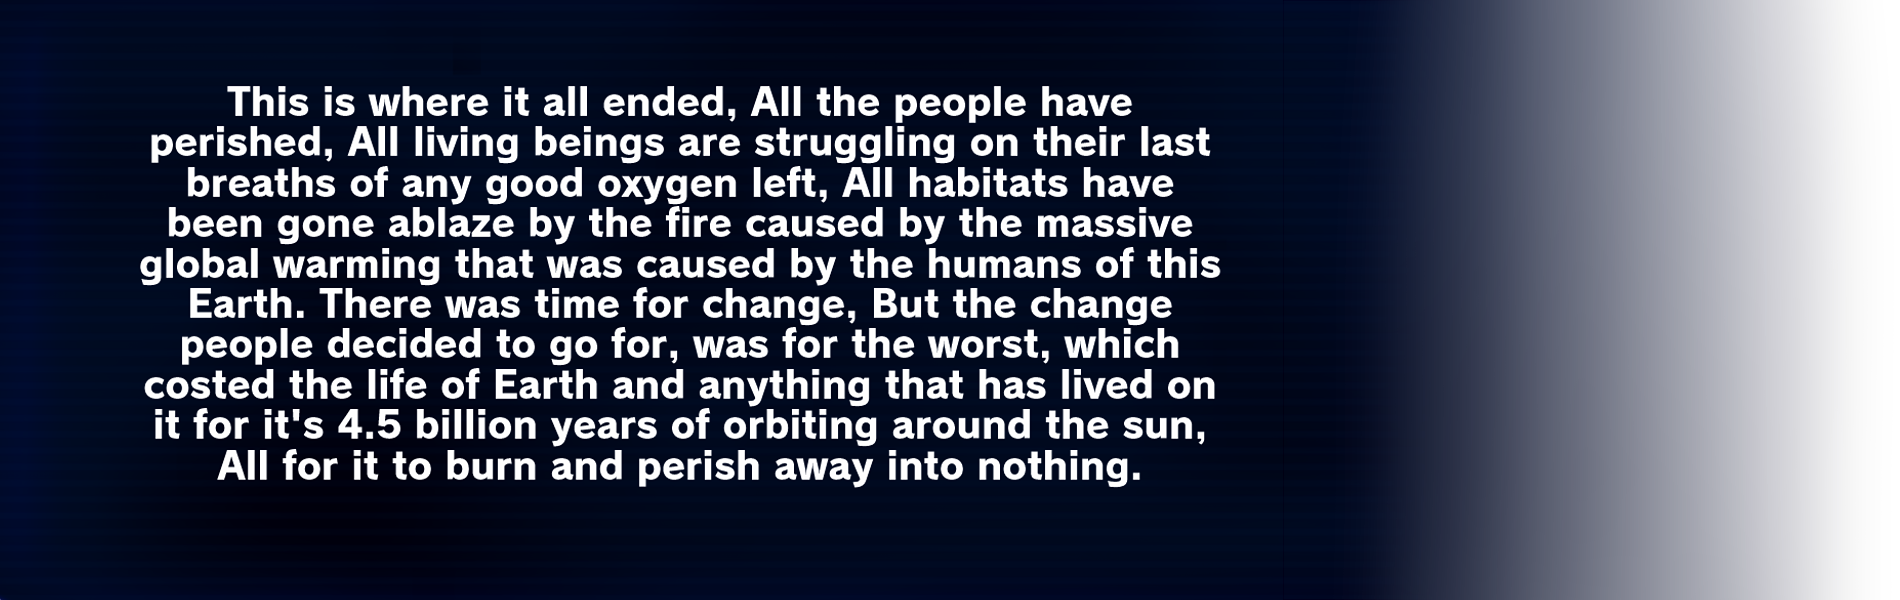 This is where it all ended, All the people have
perished, All living beings are struggling on their last
breaths of any good oxygen left, All habitats have
been gone ablaze by the fire caused by the massive
global warming that was caused by the humans of this
Earth. There was time for change, But the change
people decided to go for, was for the worst, which
costed the life of Earth and anything that has lived on
it for it's 4.5 billion years of orbiting around the sun,
All for it to burn and perish away into nothing.